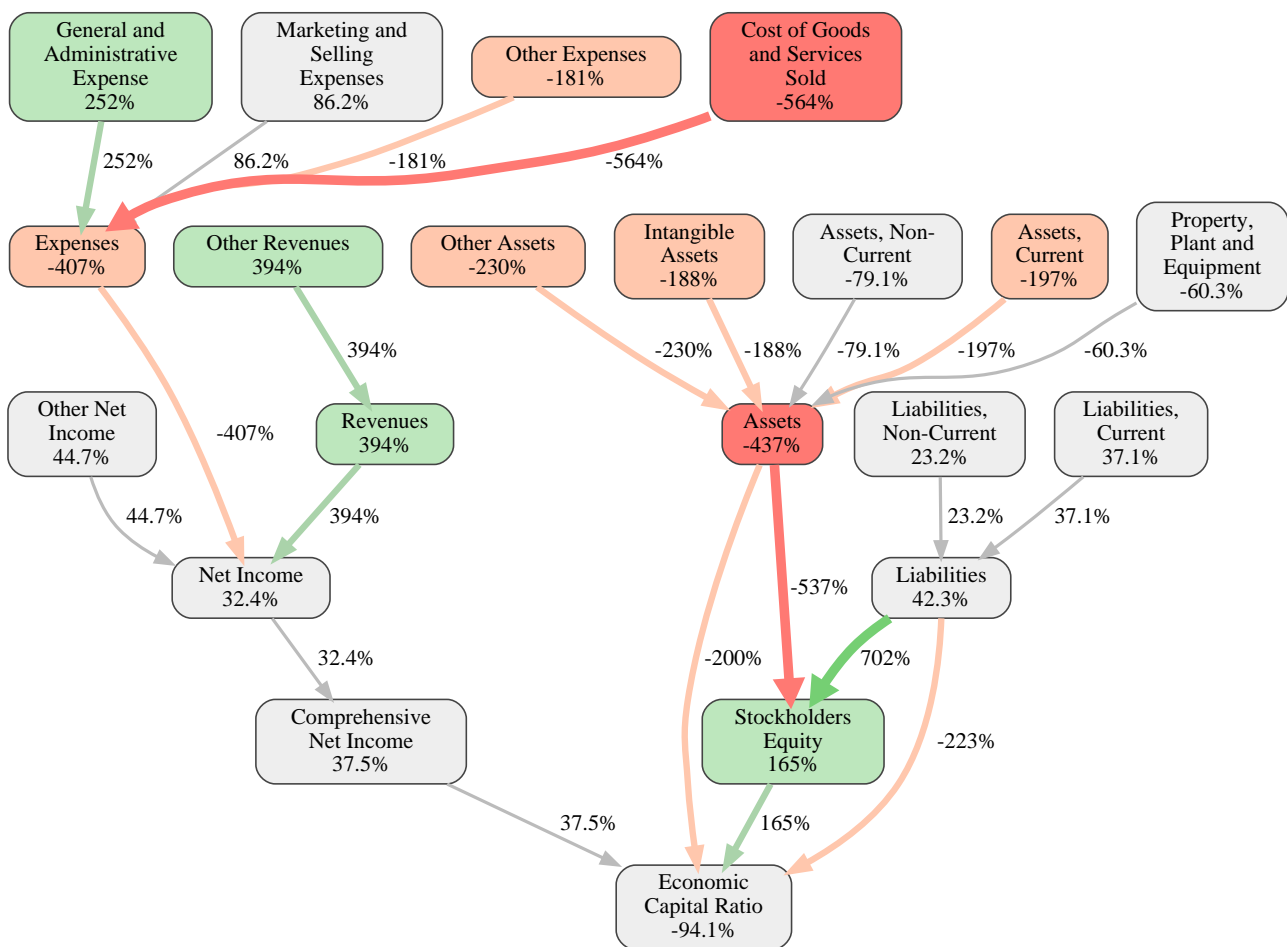 General and
Administrative
Expense
252%
Marketing and
Selling
Expenses
86.2%
Other Expenses
-181%
Cost of Goods
and Services
Sold
-564%
252%
86.2%
-181%
-564%
Expenses
-407%
Other Revenues
394%
Other Assets
-230%
Intangible
Assets
-188%
Assets, Non-
Current
-79.1%
Assets,
Current
-197%
Property,
Plant and
Equipment
-60.3%
394%
-230%
-188%
-79.1%
-197%
-60.3%
Other Net
Income
44.7%
-407%
Revenues
394%
Assets
-437%
Liabilities,
Non-Current
23.2%
Liabilities,
Current
37.1%
44.7%
394%
23.2%
37.1%
Net Income
32.4%
-537%
Liabilities
42.3%
32.4%
-200%
702%
Comprehensive
Net Income
37.5%
Stockholders
Equity
165%
-223%
37.5%
165%
Economic
Capital Ratio
-94.1%